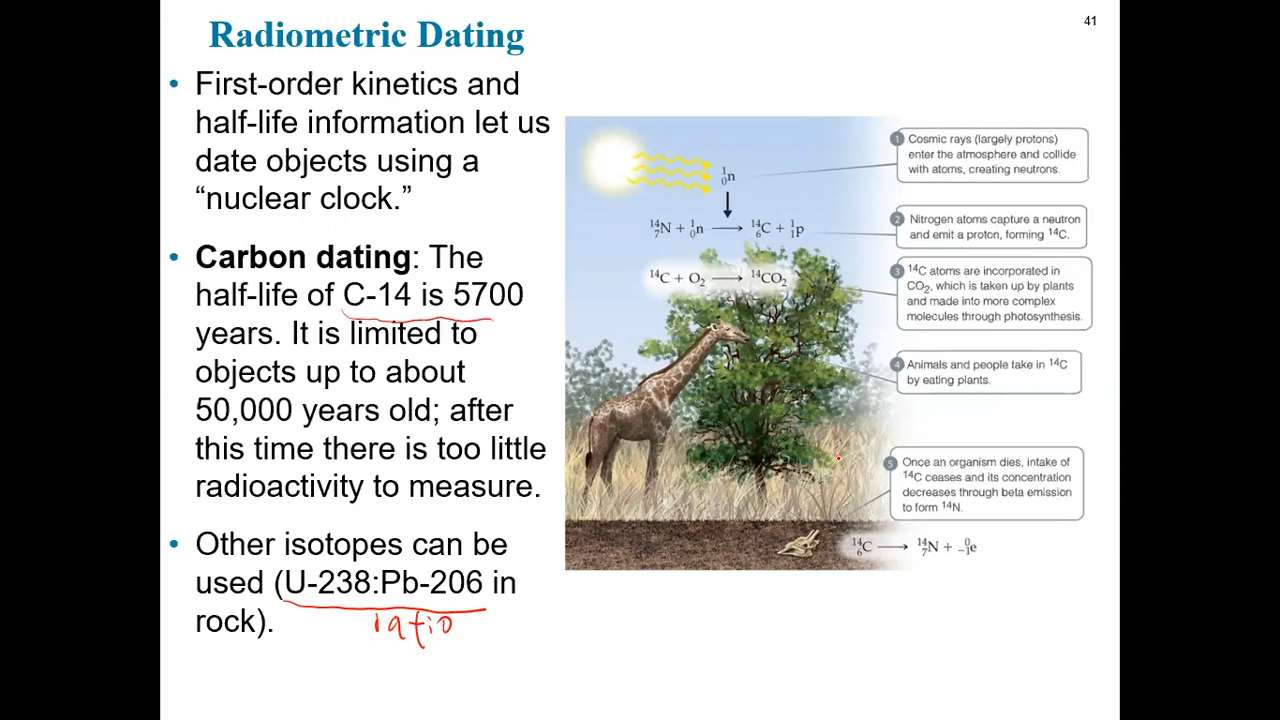 41
Radiometric Dating
• First-order kinetics and
half-life information let us
date objects using a
“nuclear clock.”
• Carbon dating: The
half-life of C-14 is 5700
years. It is limited to
objects up to about
50,000 years old; after
this time there is too little
radioactivity to measure.
• Other isotopes can be
used (U-238:Pb-206 in
rock).
ratio
¹₀n
¹⁴₇N + ¹₀n ⟶ ¹⁴₆C + ¹₁p
¹⁴C + O₂ ⟶ ¹⁴CO₂
1 Cosmic rays (largely protons)
enter the atmosphere and collide
with atoms, creating neutrons.
2 Nitrogen atoms capture a neutron
and emit a proton, forming ¹⁴C.
3 ¹⁴C atoms are incorporated in
CO₂, which is taken up by plants
and made into more complex
molecules through photosynthesis.
4 Animals and people take in ¹⁴C
by eating plants.
5 Once an organism dies, intake of
¹⁴C ceases and its concentration
decreases through beta emission
to form ¹⁴N.
¹⁴₆C ⟶ ¹⁴₇N + ⁰₋₁e